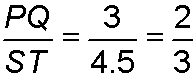 PQ/ST = 3/4.5 = 2/3